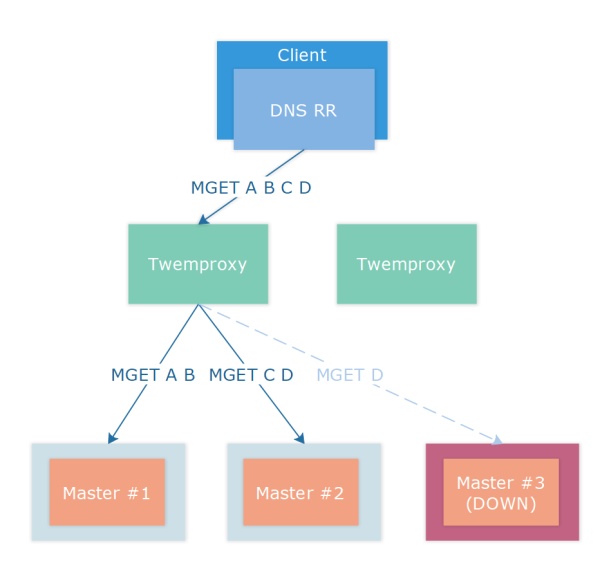 Client
DNS RR
MGET A B C D
Twemproxy
Twemproxy
MGET A B
MGET C D
MGET D
Master #1
Master #2
Master #3
(DOWN)